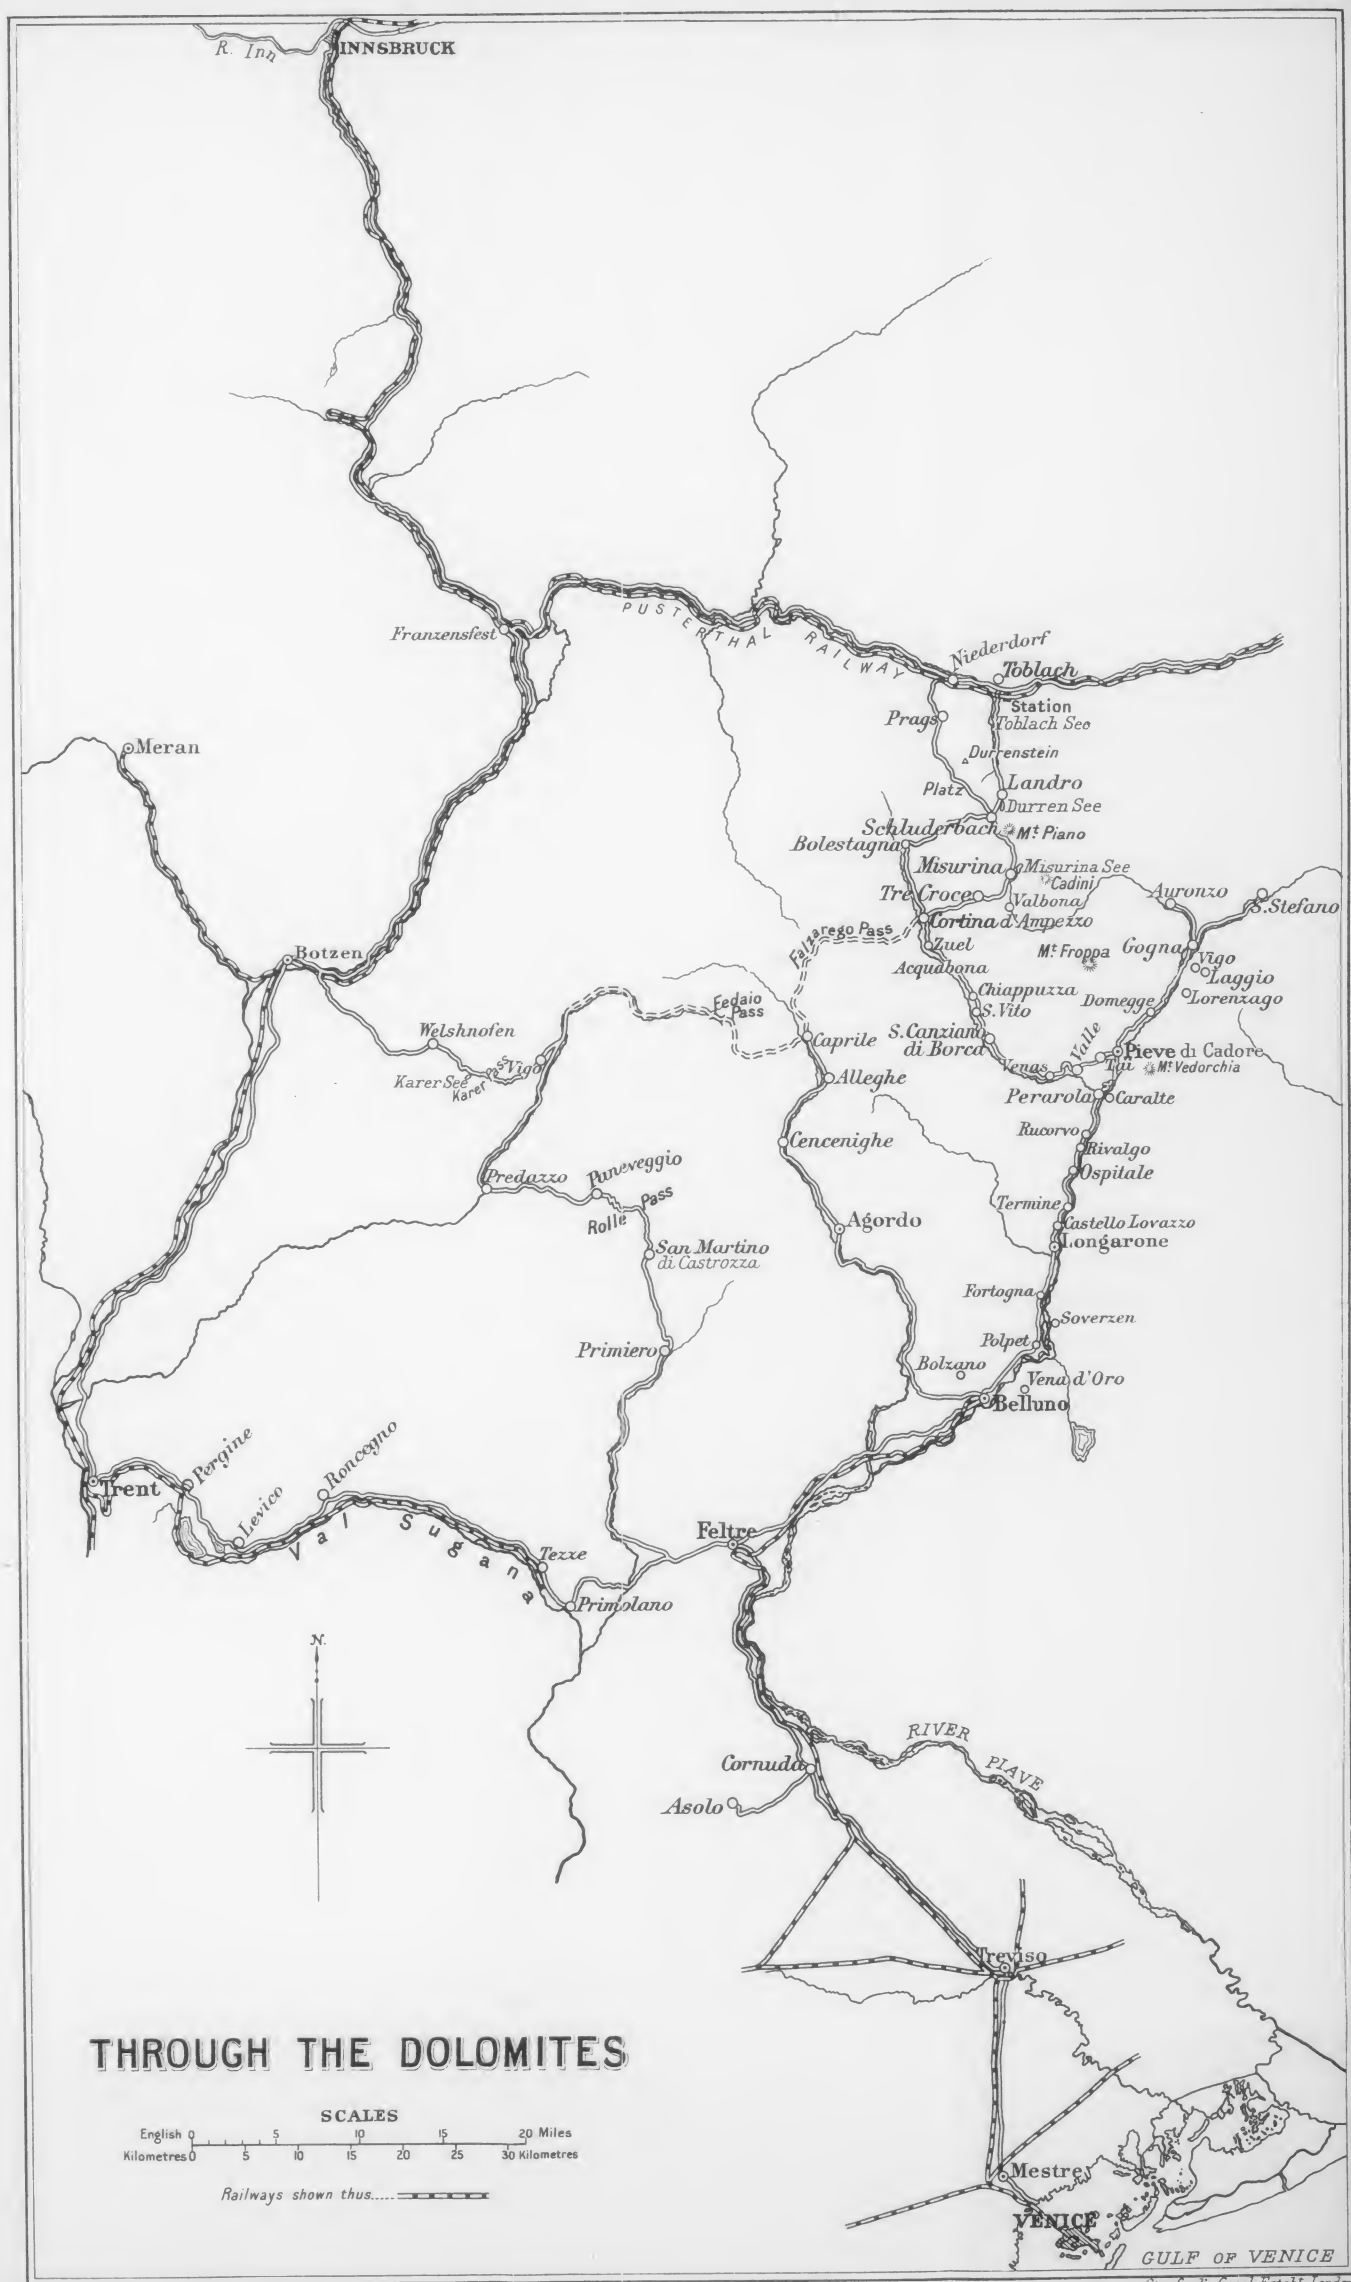 R. Inn
INNSBRUCK
Franzensfest
PUSTERTHAL RAILWAY
Niederdorf
Toblach
Station
Toblach See
Prags
Durrenstein
Meran
Platz
Landro
Durren See
Schluderbach
Mt Piano
Bolestagna
Misurina
Misurina See
Cadini
Tre Croce
Valbona
Auronzo
S. Stefano
Cortina d'Ampezzo
Falzarego Pass
Zuel
Mt Froppa
Gogna
Vigo
Botzen
Acquabona
Laggio
Chiappuzza
Domegge
Lorenzago
Fedaio
Pass
S. Vito
Welshnofen
Caprile
S. Canziano
di Borca
Valle
Pieve di Cadore
Karer See
Karer Pass
Vigo
Venas
Tai
Mt Vedorchia
Alleghe
Perarola
Caralte
Rucorvo
Cencenighe
Rivalgo
Ospitale
Predazzo
Paneveggio
Rolle Pass
Termine
Agordo
Castello Lovazzo
San Martino
di Castrozza
Longarone
Fortogna
Soverzen
Primiero
Polpet
Bolzano
Vena d'Oro
Belluno
Pergine
Roncegno
Trent
Levico
Val Sugana
Feltre
Tezze
Primolano
N.
RIVER PIAVE
Cornuda
Asolo
Treviso
THROUGH THE DOLOMITES
SCALES
English 0 5 10 15 20 Miles
Kilometres 0 5 10 15 20 25 30 Kilometres
Railways shown thus.....
Mestre
VENICE
GULF OF VENICE